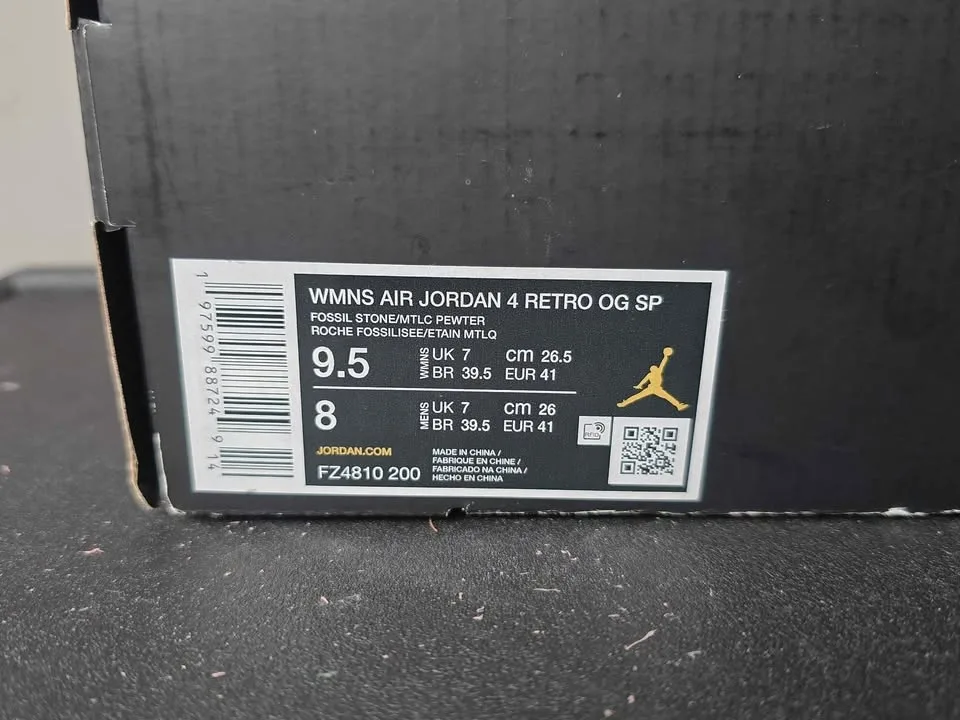 1 97599 88724 9 14
WMNS AIR JORDAN 4 RETRO OG SP
FOSSIL STONE/MTLC PEWTER
ROCHE FOSSILISEE/ETAIN MTLQ
9.5 WMNS UK 7 cm 26.5
BR 39.5 EUR 41
8 MENS UK 7 cm 26
BR 39.5 EUR 41
RFID
JORDAN.COM
FZ4810 200
MADE IN CHINA /
FABRIQUE EN CHINE /
FABRICADO NA CHINA /
HECHO EN CHINA